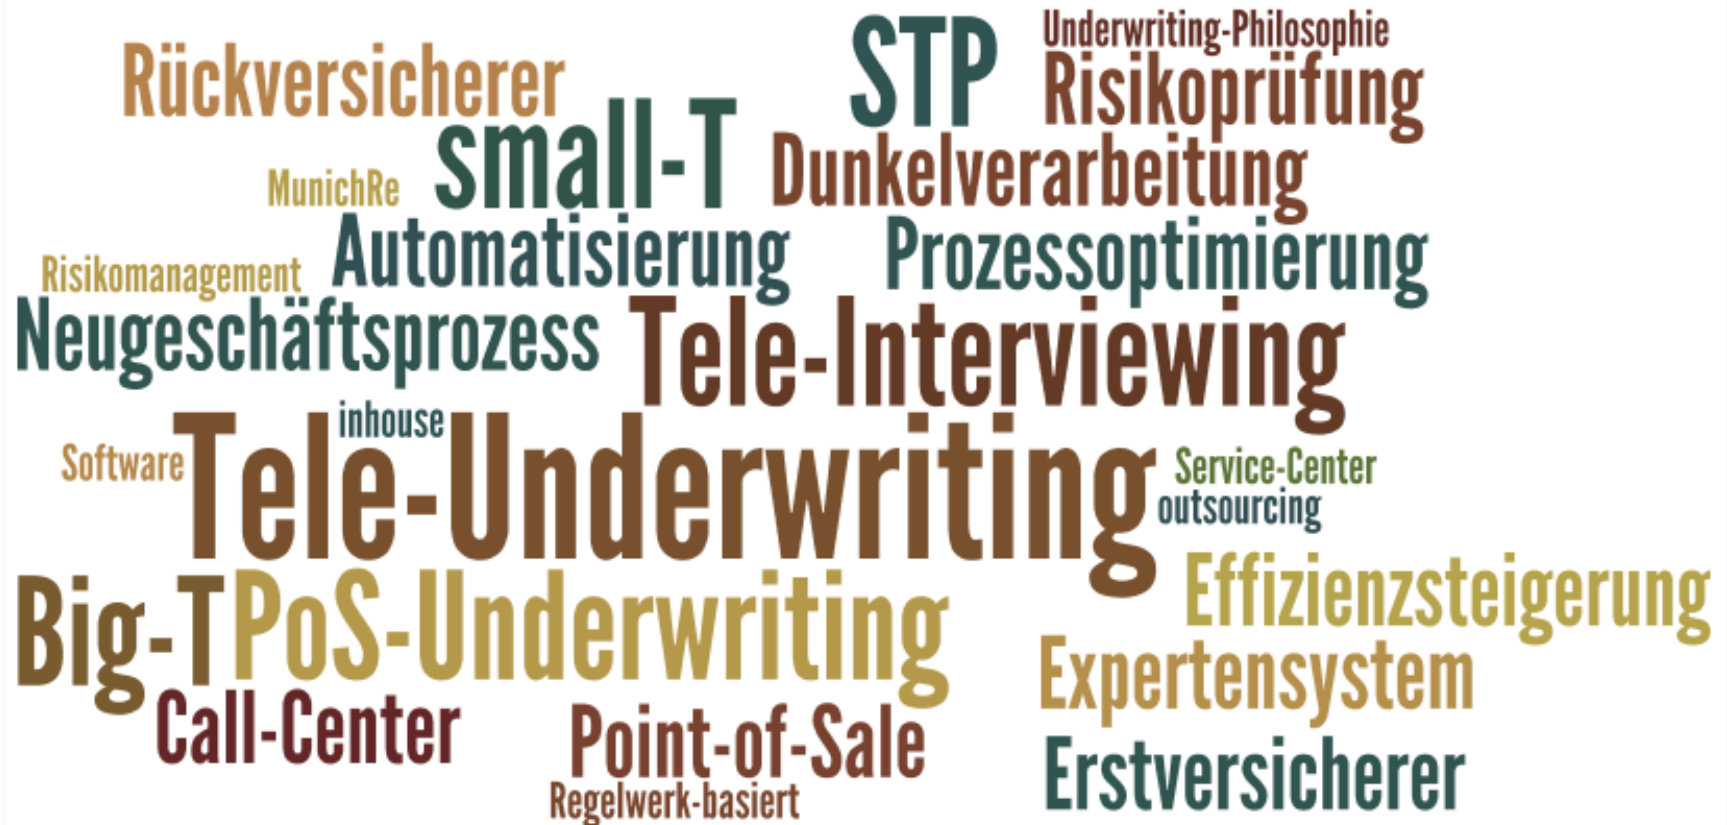 STP
Underwriting-Philosophie
Rückversicherer
Risikoprüfung
small-T
Dunkelverarbeitung
MunichRe
Automatisierung
Prozessoptimierung
Risikomanagement
Neugeschäftsprozess
Tele-Interviewing
inhouse
Software
Tele-Underwriting
Service-Center
outsourcing
Big-T
PoS-Underwriting
Effizienzsteigerung
Expertensystem
Call-Center
Point-of-Sale
Erstversicherer
Regelwerk-basiert